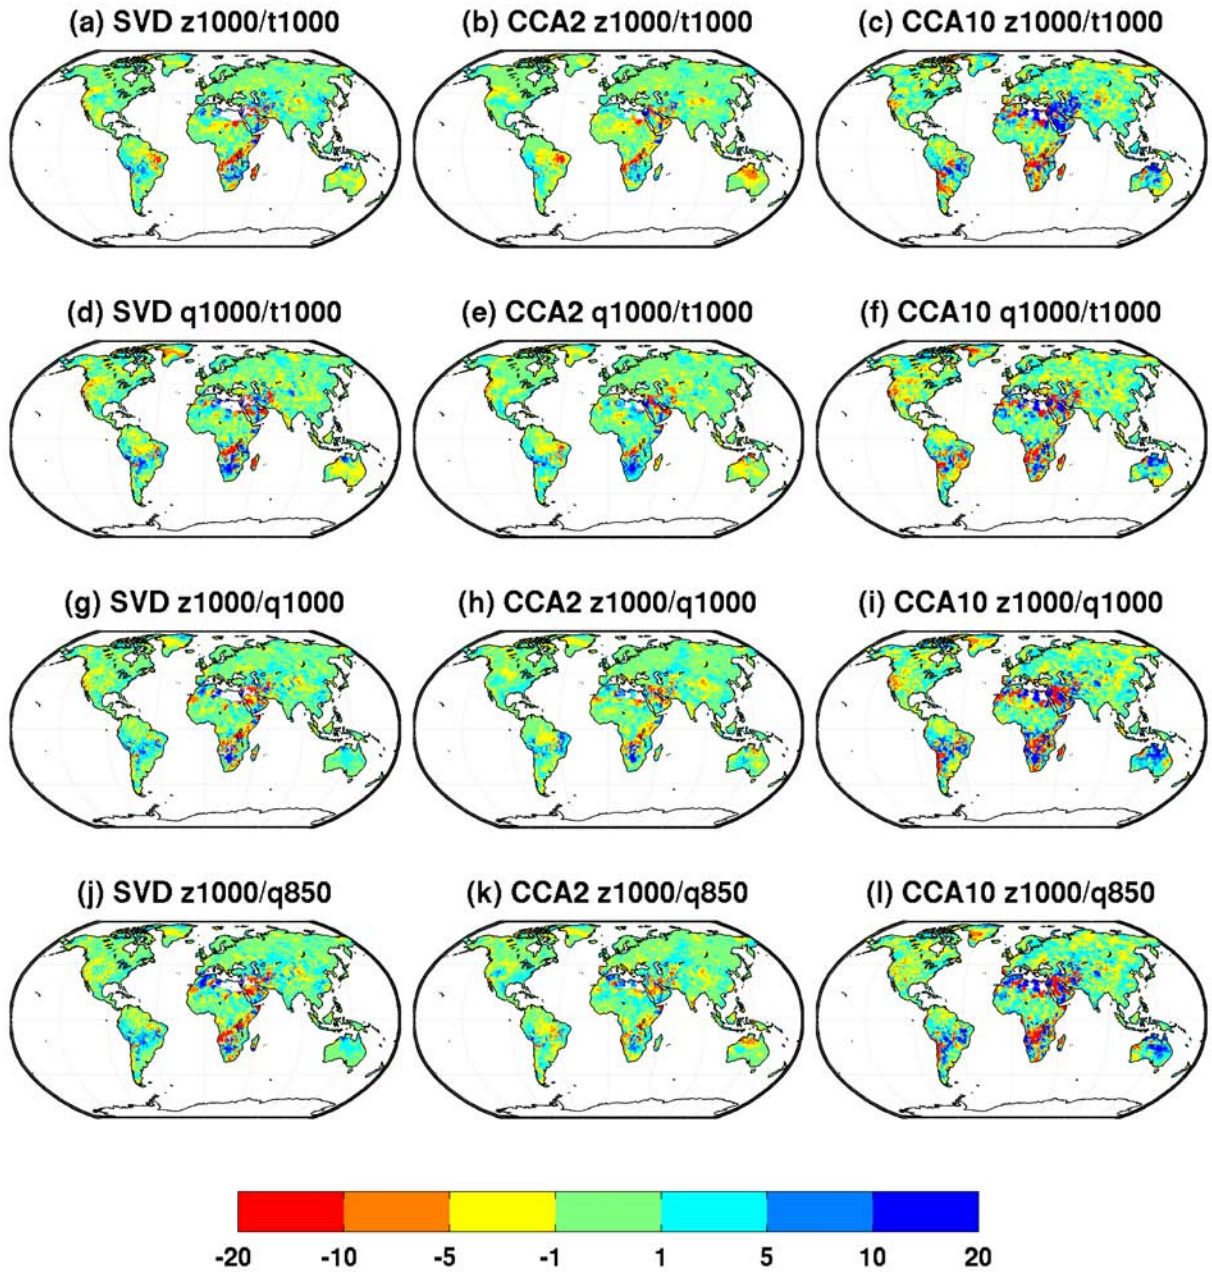 (a) SVD z1000/t1000 (b) CCA2 z1000/t1000 (c) CCA10 z1000/t1000
(d) SVD q1000/t1000 (e) CCA2 q1000/t1000 (f) CCA10 q1000/t1000
(g) SVD z1000/q1000 (h) CCA2 z1000/q1000 (i) CCA10 z1000/q1000
(j) SVD z1000/q850 (k) CCA2 z1000/q850 (l) CCA10 z1000/q850
-20 -10 -5 -1 1 5 10 20